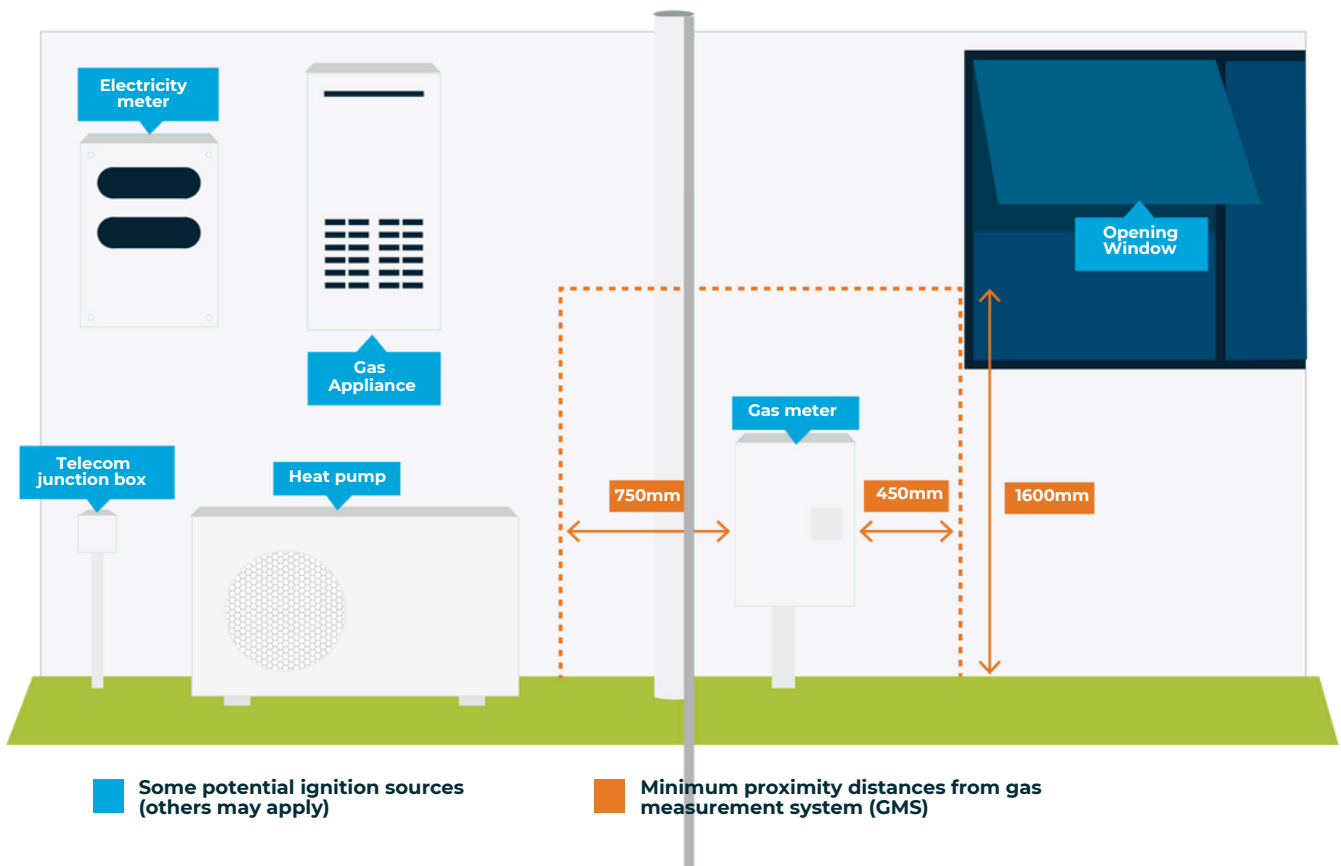 Electricity
meter
Opening
Window
Gas
Appliance
Gas meter
Telecom
junction box
Heat pump
750mm
450mm
1600mm
Some potential ignition sources
(others may apply)
Minimum proximity distances from gas
measurement system (GMS)